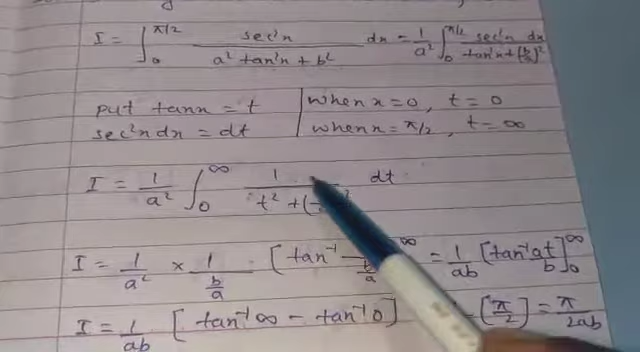 I = ∫₀^π/2 sec²x / (a² tan²x + b²) dx = 1/a² ∫₀^π/2 sec²x dx / (tan²x + (b/a)²)
put tanx = t | when x = 0, t = 0
sec²x dx = dt | when x = π/2, t = ∞
I = 1/a² ∫₀^∞ 1 / (t² + ( dt
I = 1/a² × 1/(b/a) [tan⁻¹ b/a ∞ = 1/ab [tan⁻¹ at/b]₀^∞
I = 1/ab [tan⁻¹∞ − tan⁻¹0] [π/2] = π/2ab